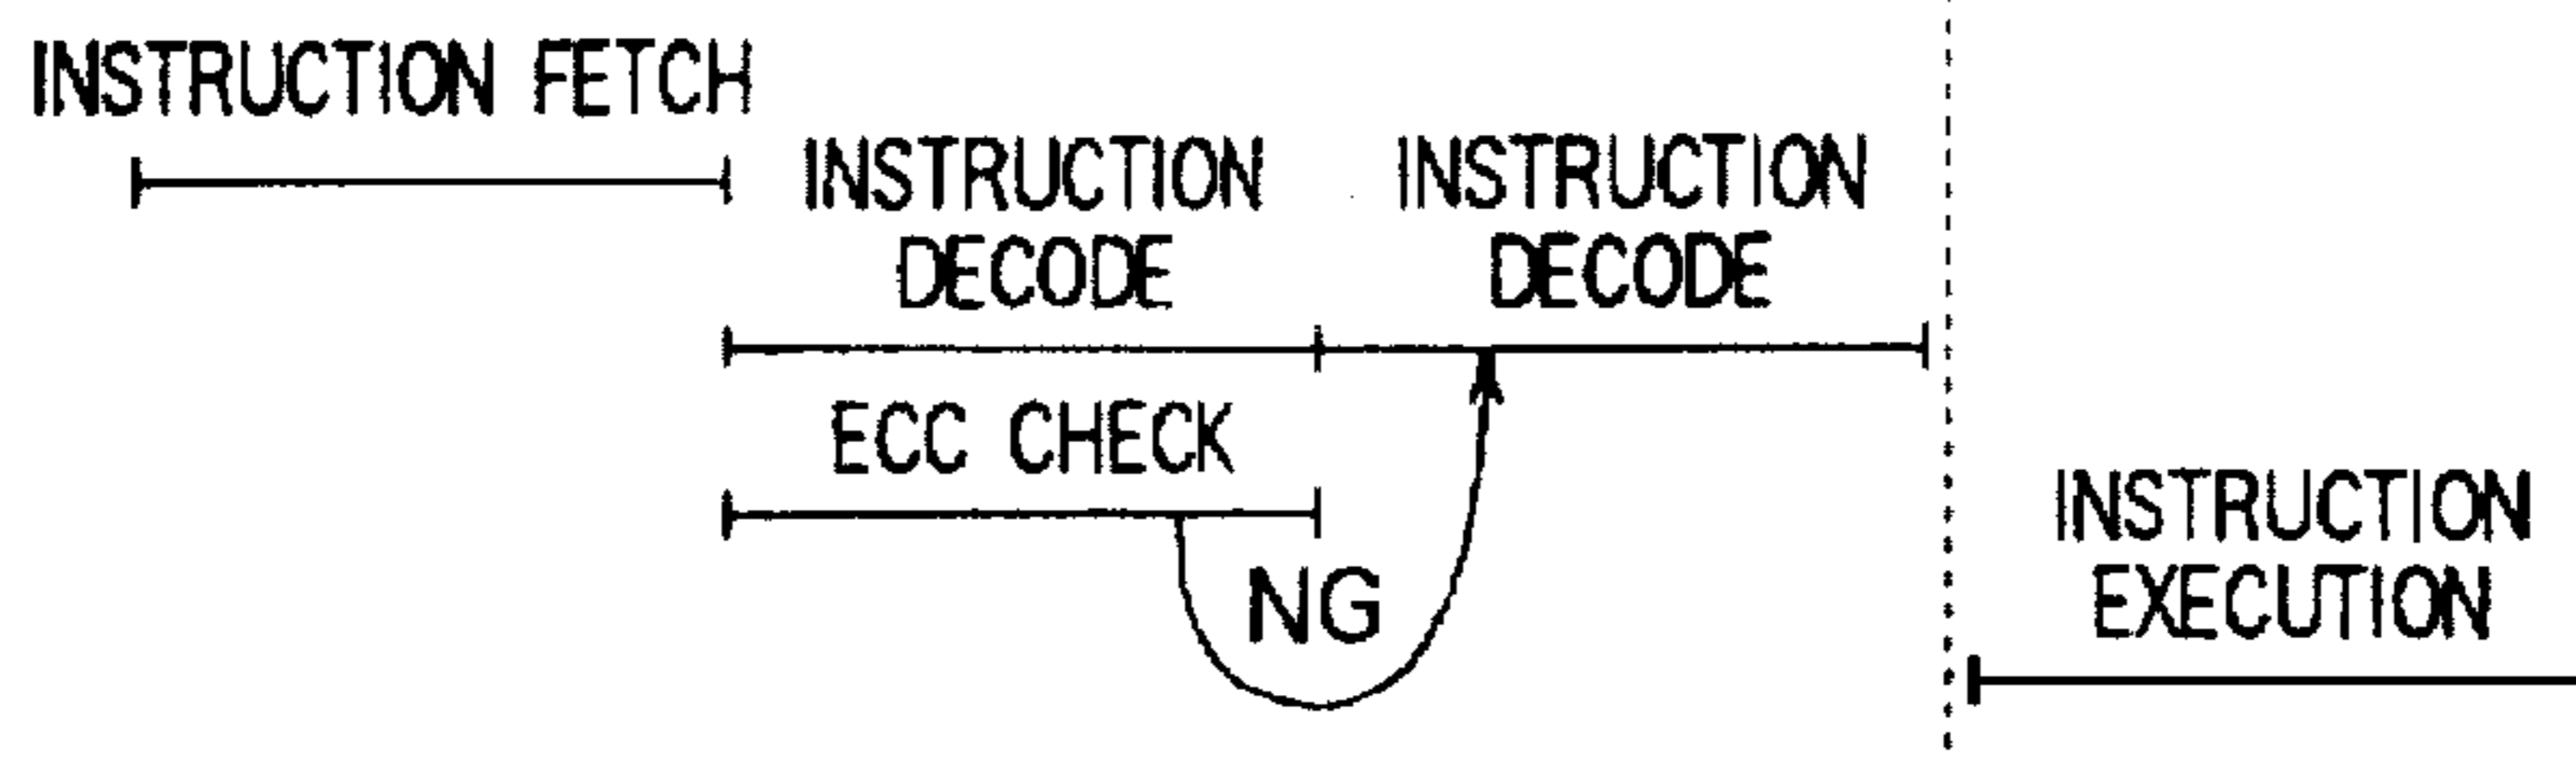 INSTRUCTION FETCH
INSTRUCTION
DECODE
INSTRUCTION
DECODE
ECC CHECK
NG
INSTRUCTION
EXECUTION